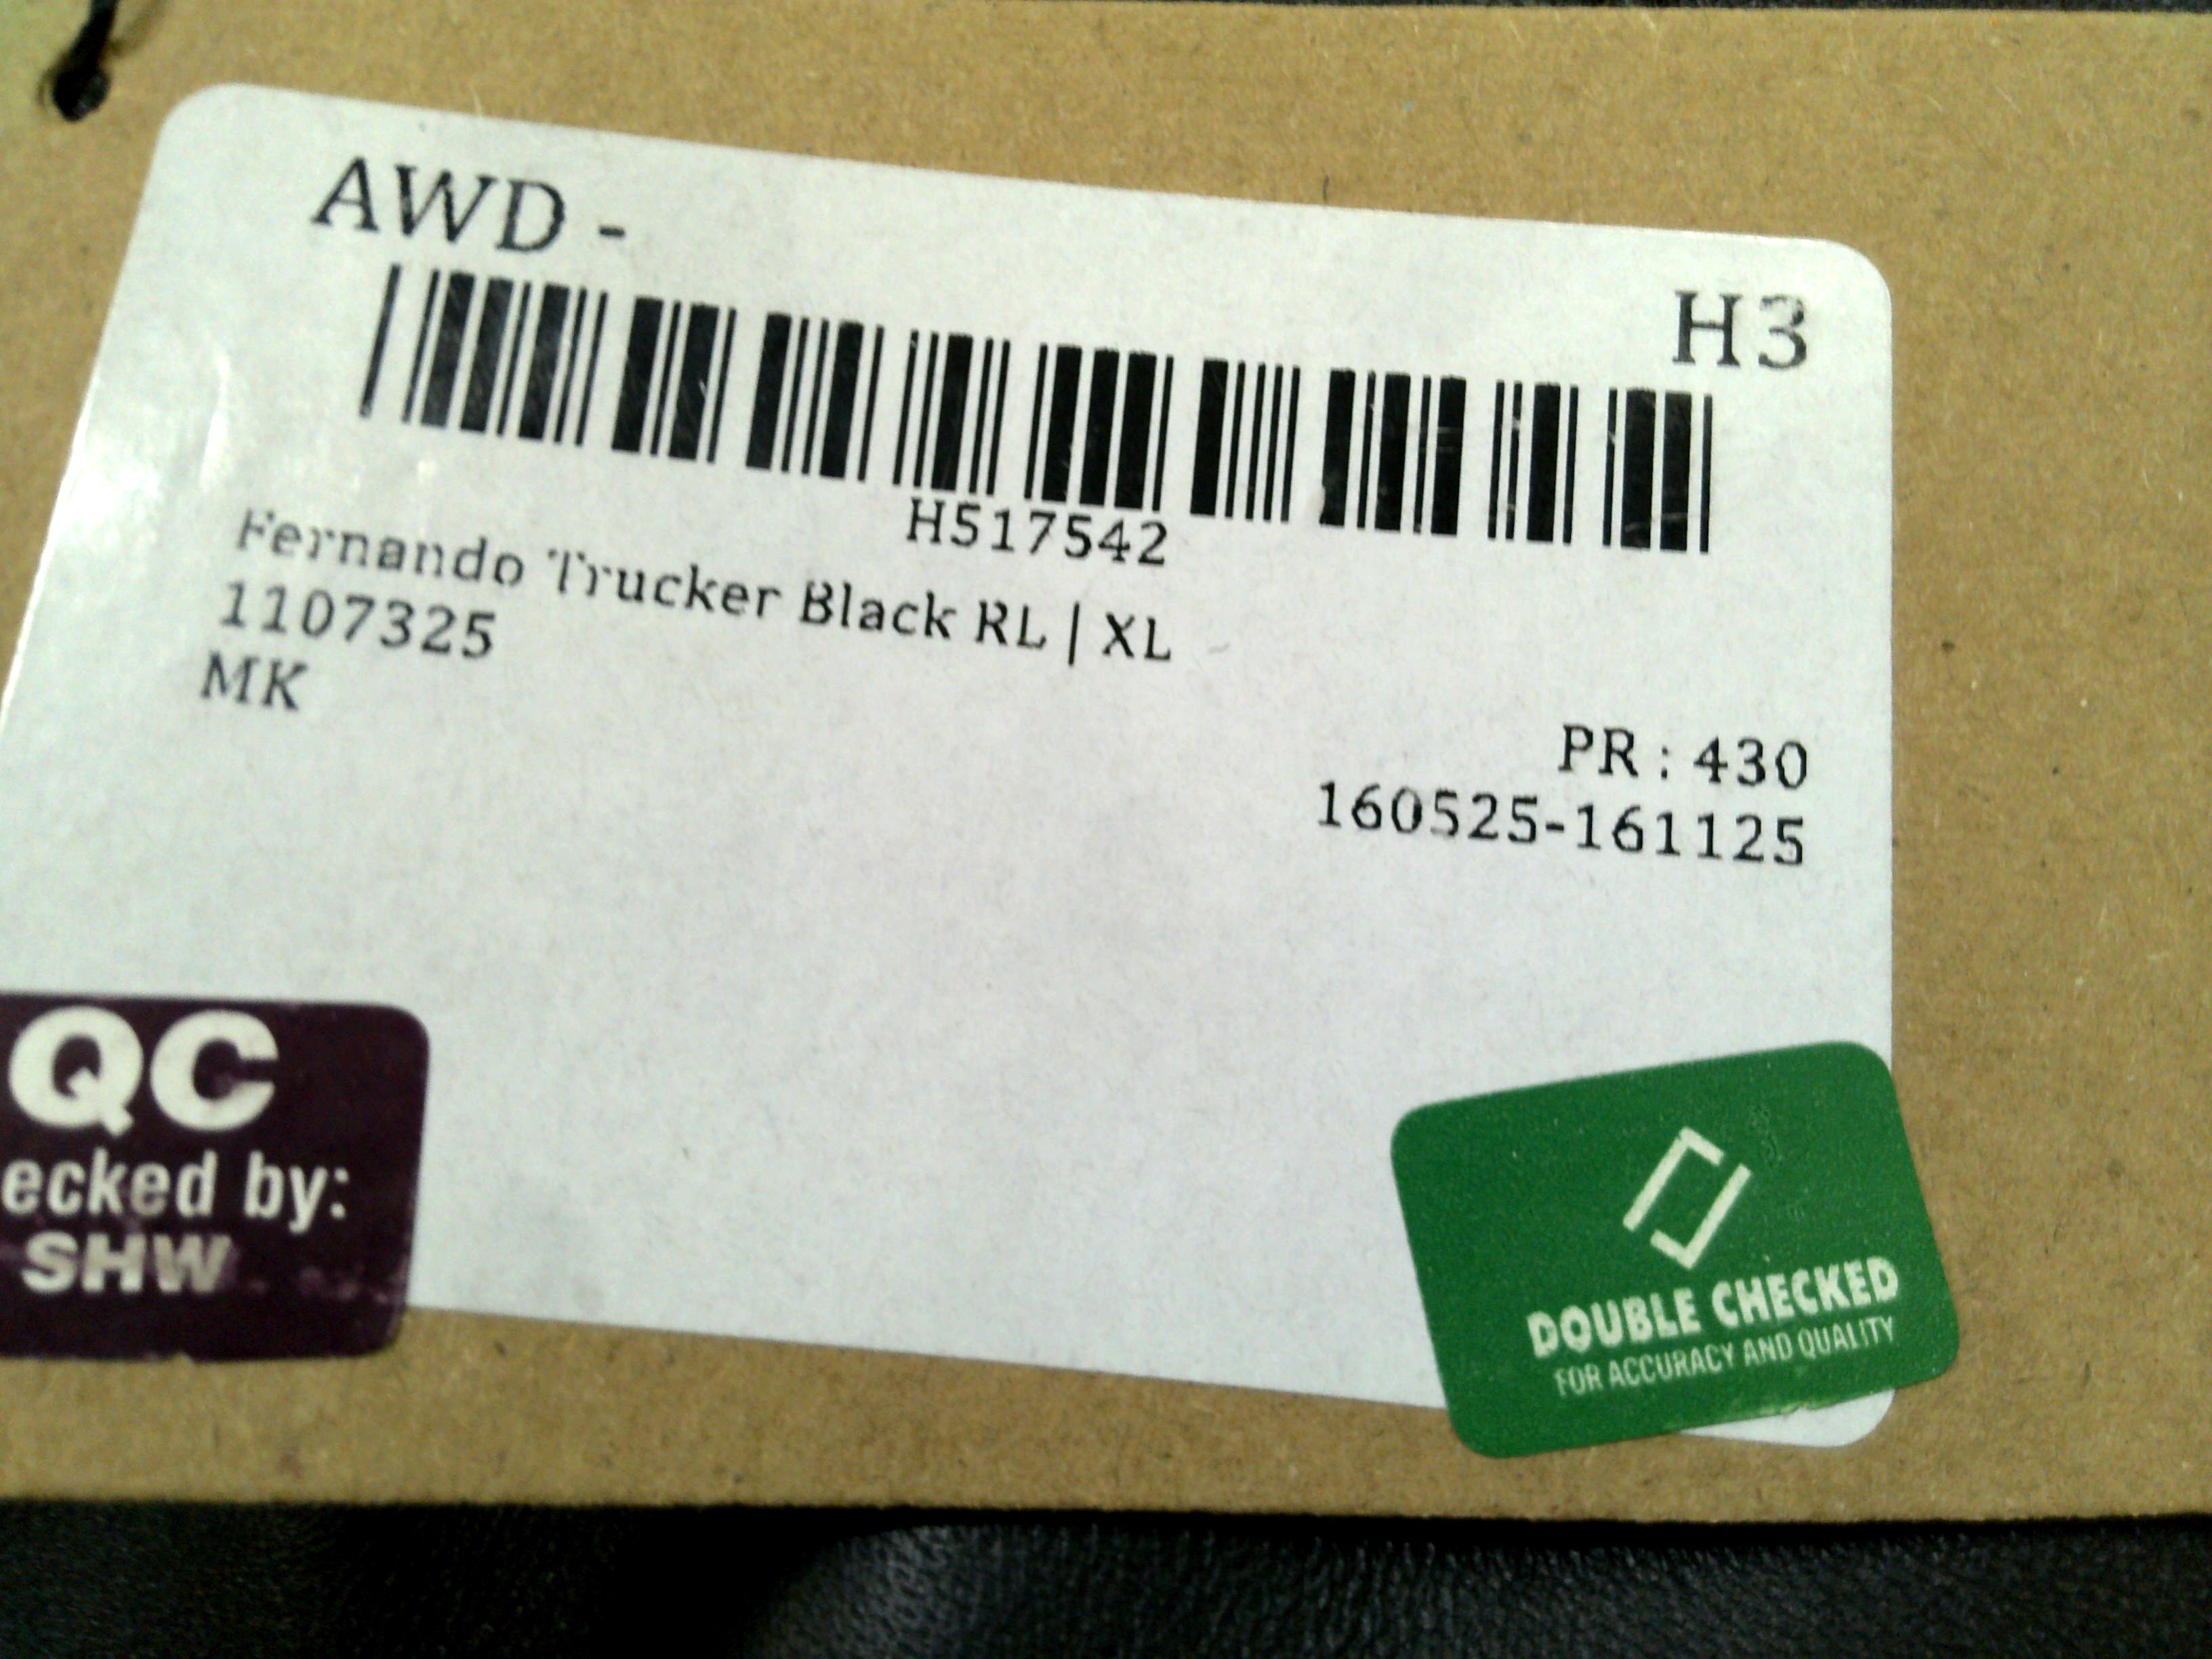 AWD -
H3
H517542
Fernando Trucker Black RL | XL
1107325
MK
PR : 430
160525-161125
QC
ecked by:
SHW
DOUBLE CHECKED
FOR ACCURACY AND QUALITY